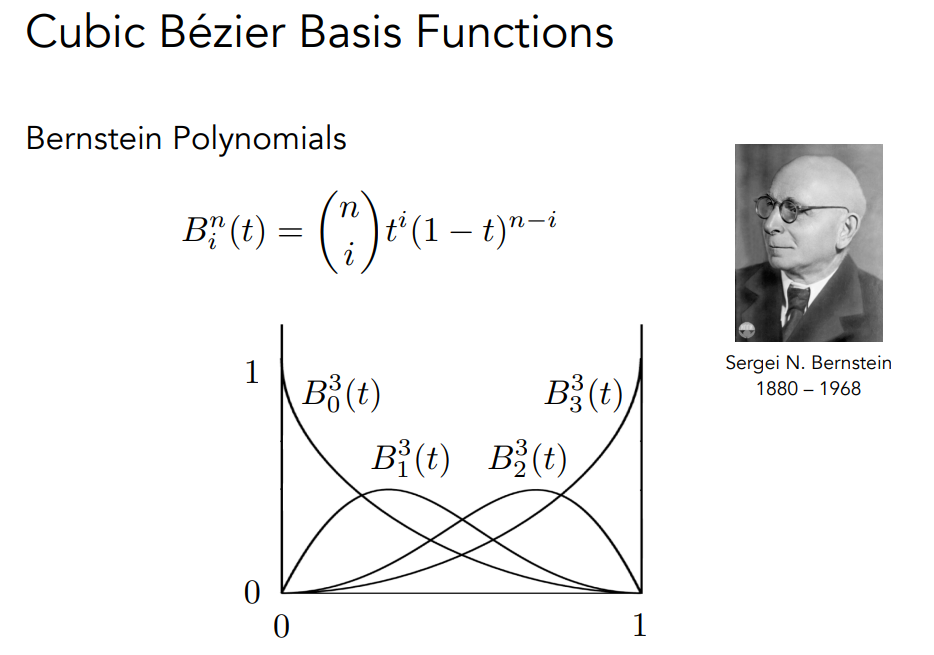 Cubic Bézier Basis Functions
Bernstein Polynomials
B_i^n(t) = \binom{n}{i} t^i (1 − t)^{n−i}
Sergei N. Bernstein
1880 – 1968
1
B_0^3(t)
B_3^3(t)
B_1^3(t)
B_2^3(t)
0
0
1